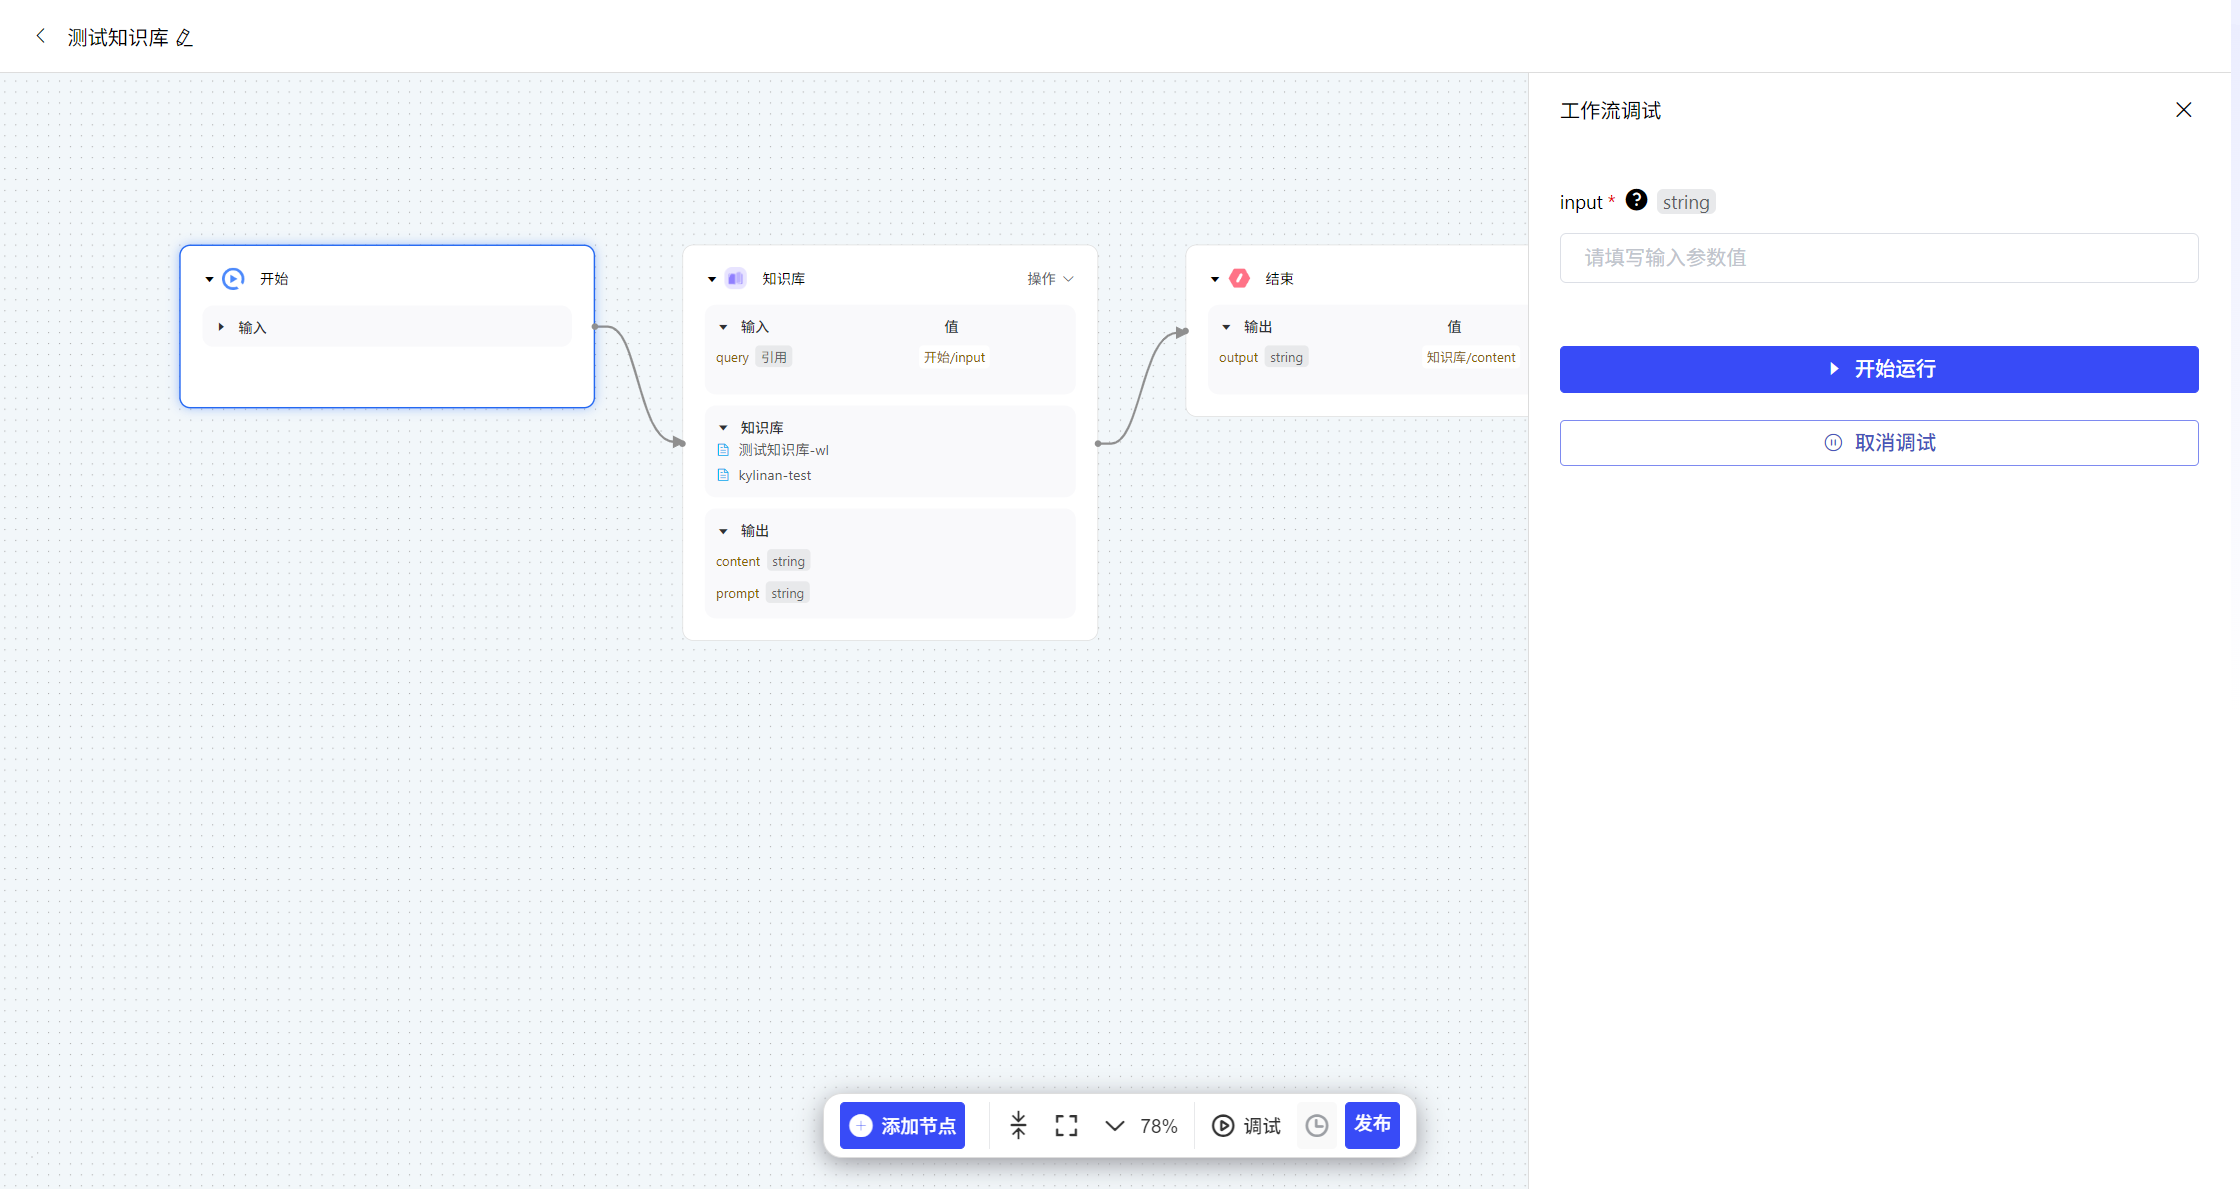 测试知识库
开始
输入
知识库
操作
输入
值
query 引用
开始/input
知识库
测试知识库-wl
kylinan-test
输出
content string
prompt string
结束
输出
值
output string
知识库/content
添加节点
78%
调试
发布
工作流调试
input * string
请填写输入参数值
开始运行
取消调试